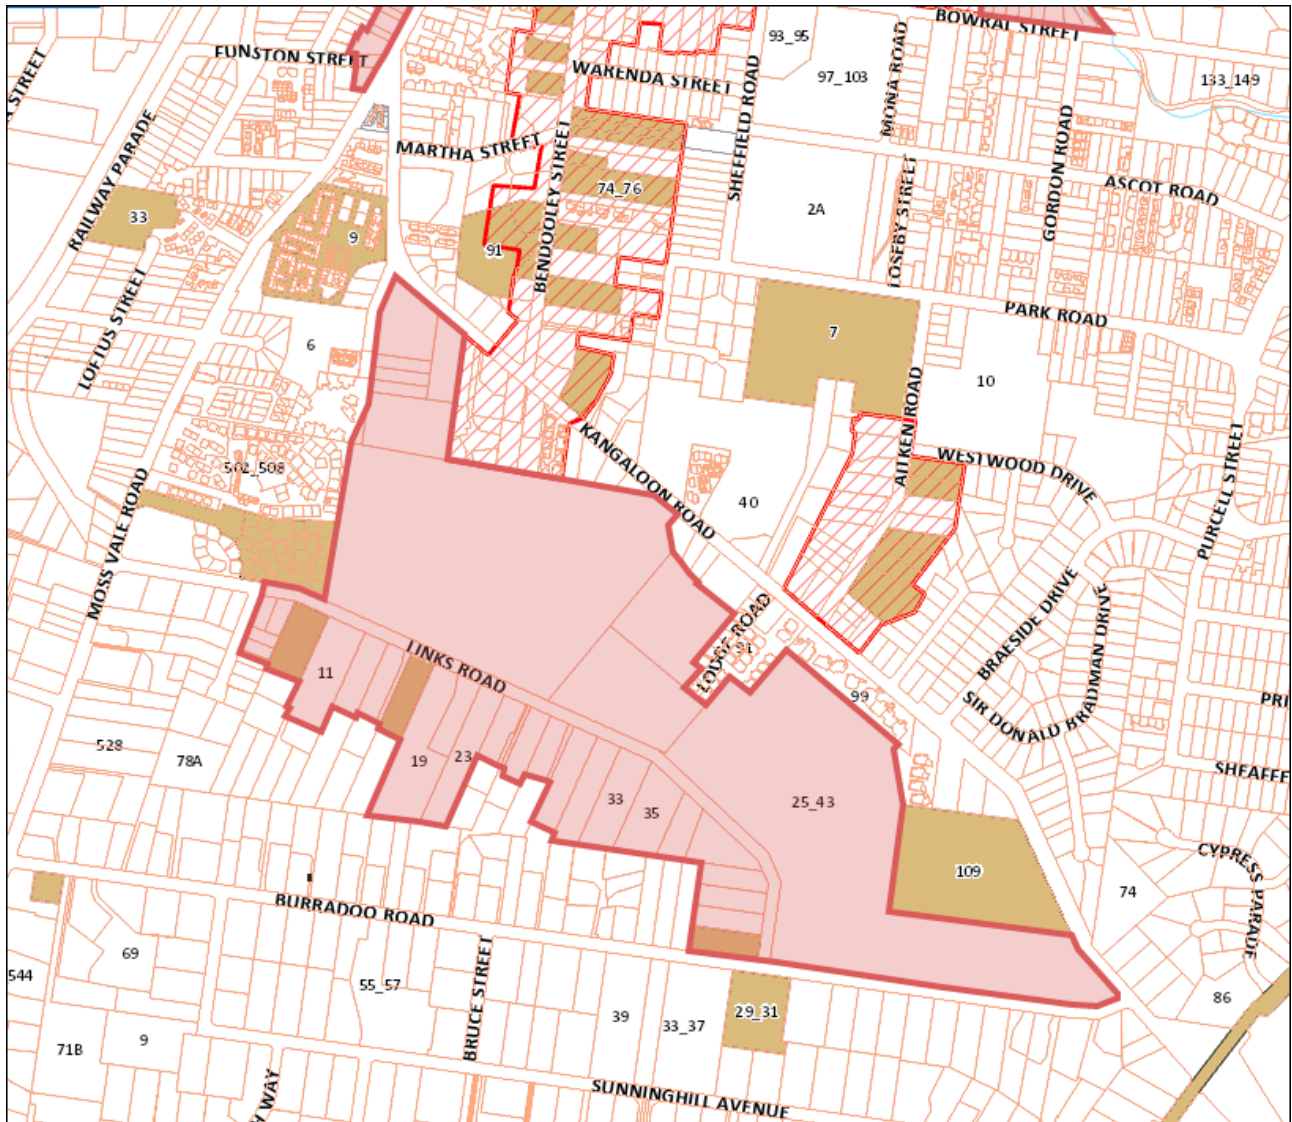 BOWRAL STREET
93_95
FUNSTON STREET
WARENDA STREET
97_103
MONA ROAD
133_149
A STREET
RAILWAY PARADE
MARTHA STREET
BENDOOLEY STREET
SHEFFIELD ROAD
GORDON ROAD
ASCOT ROAD
74_76
2A
LOSEBY STREET
33
9
91
LOFTUS STREET
6
7
PARK ROAD
10
AITKEN ROAD
KANGALOON ROAD
WESTWOOD DRIVE
PURCELL STREET
502_508
40
MOSS VALE ROAD
BRAESIDE DRIVE
SIR DONALD BRADMAN DRIVE
LODGE ROAD
LINKS ROAD
11
99
PRI
528
78A
19
23
33
35
25_43
SHEAFFE
109
74
CYPRESS PARADE
BURRADOO ROAD
69
544
55_57
BRUCE STREET
39
33_37
29_31
86
71B
9
H WAY
SUNNINGHILL AVENUE